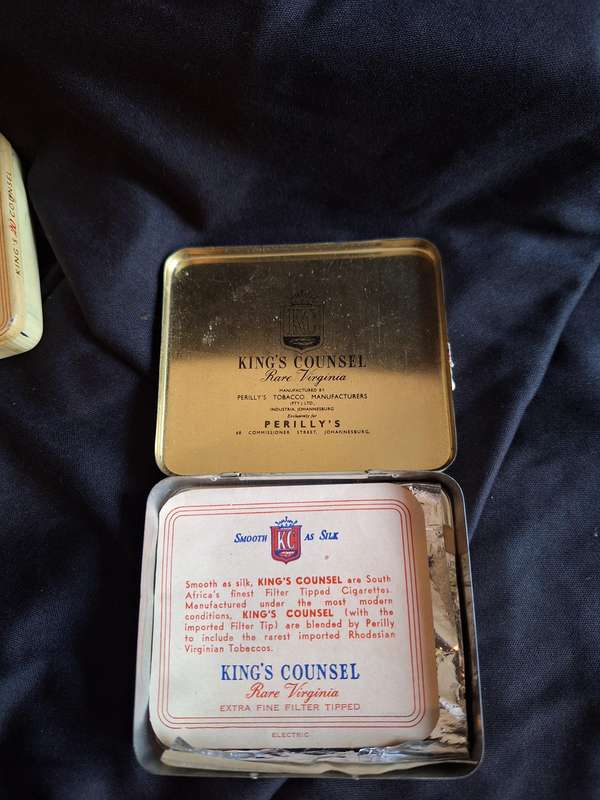 KING'S 20 COUNSEL
KC
KING'S COUNSEL
Rare Virginia
MANUFACTURED BY
PERILLY'S TOBACCO MANUFACTURERS
(PTY.) LTD.,
INDUSTRIA, JOHANNESBURG
Exclusively for
PERILLY'S
68 COMMISSIONER STREET, JOHANNESBURG.
SMOOTH KC AS SILK
Smooth as silk, KING'S COUNSEL are South
Africa's finest Filter Tipped Cigarettes.
Manufactured under the most modern
conditions, KING'S COUNSEL (with the
imported Filter Tip) are blended by Perilly
to include the rarest imported Rhodesian
Virginian Tobaccos.
KING'S COUNSEL
Rare Virginia
EXTRA FINE FILTER TIPPED
ELECTRIC